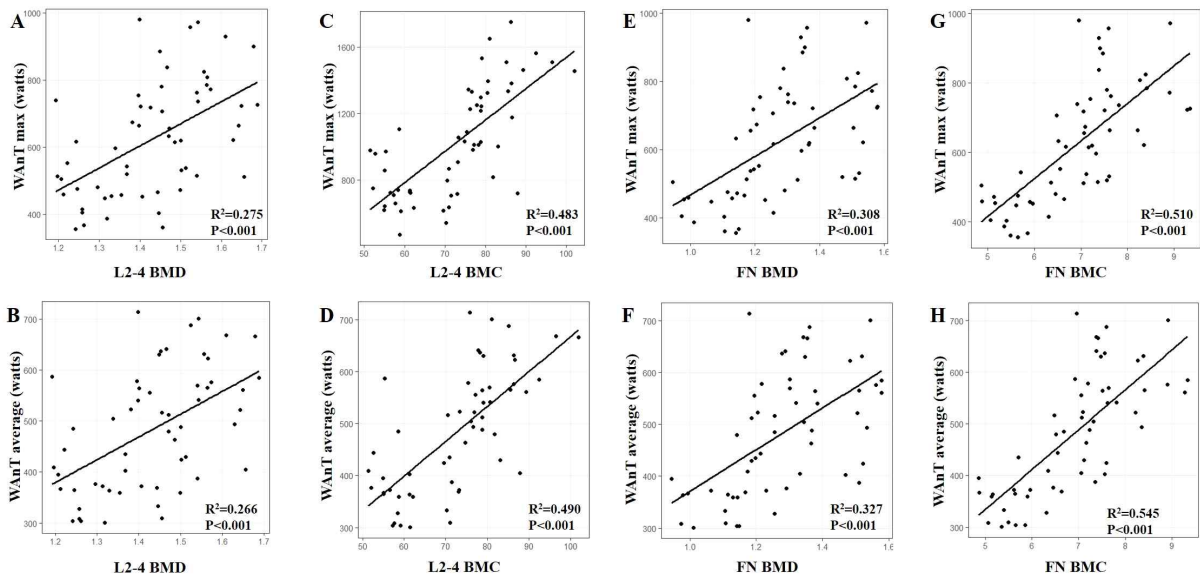 A
WAnT max (watts)
1000
800
600
400
1.2 1.3 1.4 1.5 1.6 1.7
L2-4 BMD
R²=0.275
P<0.001
C
WAnT max (watts)
1600
1200
800
50 60 70 80 90 100
L2-4 BMC
R²=0.483
P<0.001
E
WAnT max (watts)
1000
800
600
400
1.0 1.2 1.4 1.6
FN BMD
R²=0.308
P<0.001
G
WAnT max (watts)
1000
800
600
400
5 6 7 8 9
FN BMC
R²=0.510
P<0.001
B
WAnT average (watts)
700
600
500
400
300
1.2 1.3 1.4 1.5 1.6 1.7
L2-4 BMD
R²=0.266
P<0.001
D
WAnT average (watts)
700
600
500
400
300
50 60 70 80 90 100
L2-4 BMC
R²=0.490
P<0.001
F
WAnT average (watts)
700
600
500
400
300
1.0 1.2 1.4 1.6
FN BMD
R²=0.327
P<0.001
H
WAnT average (watts)
700
600
500
400
300
5 6 7 8 9
FN BMC
R²=0.545
P<0.001